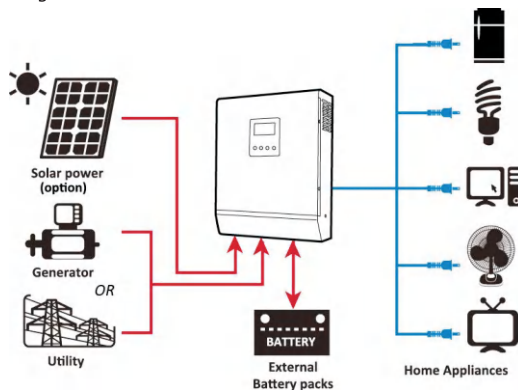 Solar power
(option)
Generator
OR
Utility
BATTERY
External
Battery packs
Home Appliances